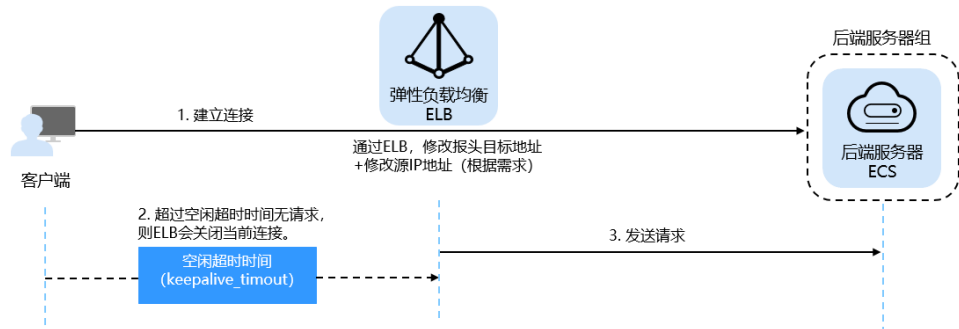 后端服务器组
弹性负载均衡
ELB
1. 建立连接
后端服务器
ECS
通过ELB，修改报头目标地址
+修改源IP地址（根据需求）
客户端
2. 超过空闲超时时间无请求，
则ELB会关闭当前连接。
3. 发送请求
空闲超时时间
（keepalive_timout）